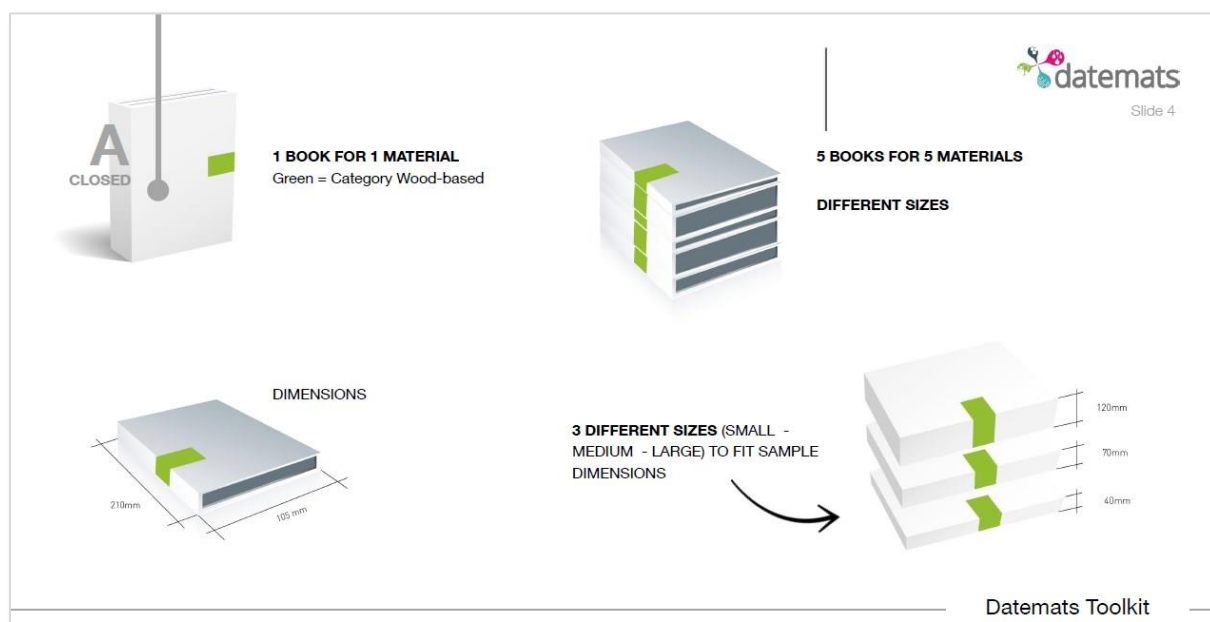 datemats
Slide 4
A
CLOSED
1 BOOK FOR 1 MATERIAL
Green = Category Wood-based
5 BOOKS FOR 5 MATERIALS
DIFFERENT SIZES
DIMENSIONS
210mm
105 mm
3 DIFFERENT SIZES (SMALL -
MEDIUM - LARGE) TO FIT SAMPLE
DIMENSIONS
120mm
70mm
40mm
Datemats Toolkit